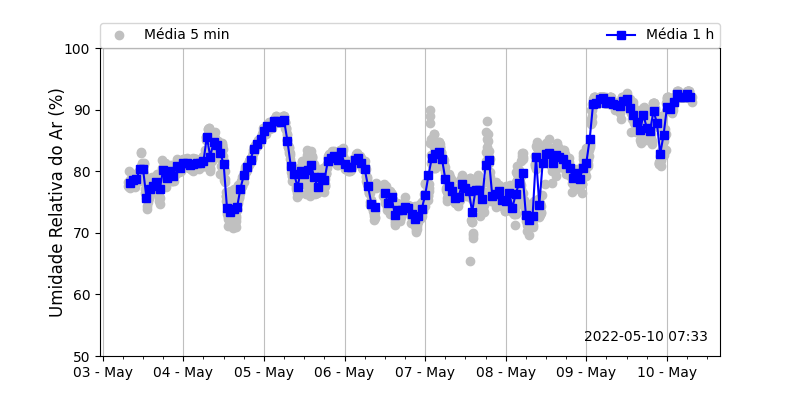 Média 5 min
Média 1 h
Umidade Relativa do Ar (%)
100
90
80
70
60
50
2022-05-10 07:33
03 - May
04 - May
05 - May
06 - May
07 - May
08 - May
09 - May
10 - May